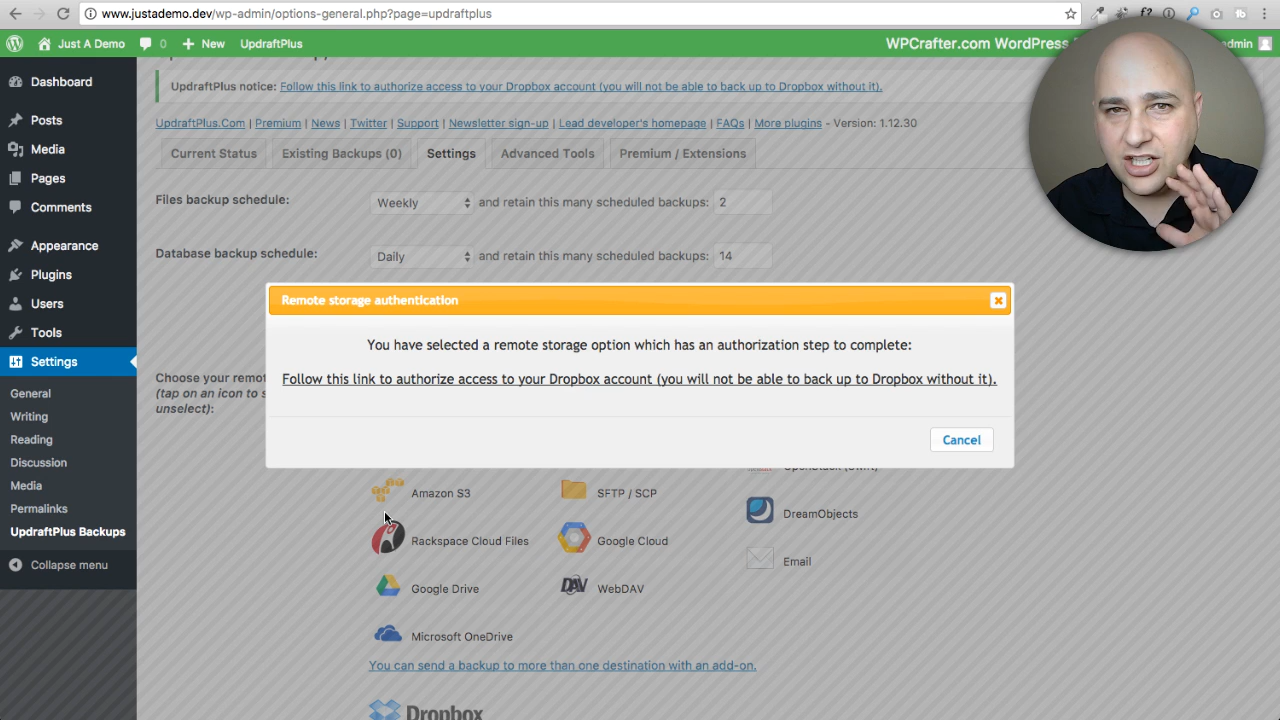 www.justademo.dev/wp-admin/options-general.php?page=updraftplus
Just A Demo 0 New UpdraftPlus WPCrafter.com WordPress
Dashboard
Posts
Media
Pages
Comments
Appearance
Plugins
Users
Tools
Settings
General
Writing
Reading
Discussion
Media
Permalinks
UpdraftPlus Backups
Collapse menu
UpdraftPlus notice: Follow this link to authorize access to your Dropbox account (you will not be able to back up to Dropbox without it).
UpdraftPlus.Com | Premium | News | Twitter | Support | Newsletter sign-up | Lead developer's homepage | FAQs | More plugins - Version: 1.12.30
Current Status Existing Backups (0) Settings Advanced Tools Premium / Extensions
Files backup schedule: Weekly and retain this many scheduled backups: 2
Database backup schedule: Daily and retain this many scheduled backups: 14
Remote storage authentication
You have selected a remote storage option which has an authorization step to complete:
Follow this link to authorize access to your Dropbox account (you will not be able to back up to Dropbox without it).
Cancel
Choose your
(tap on an icon to
unselect):
Amazon S3 SFTP / SCP
DreamObjects
Rackspace Cloud Files Google Cloud
Email
Google Drive WebDAV
Microsoft OneDrive
You can send a backup to more than one destination with an add-on.
Dropbox